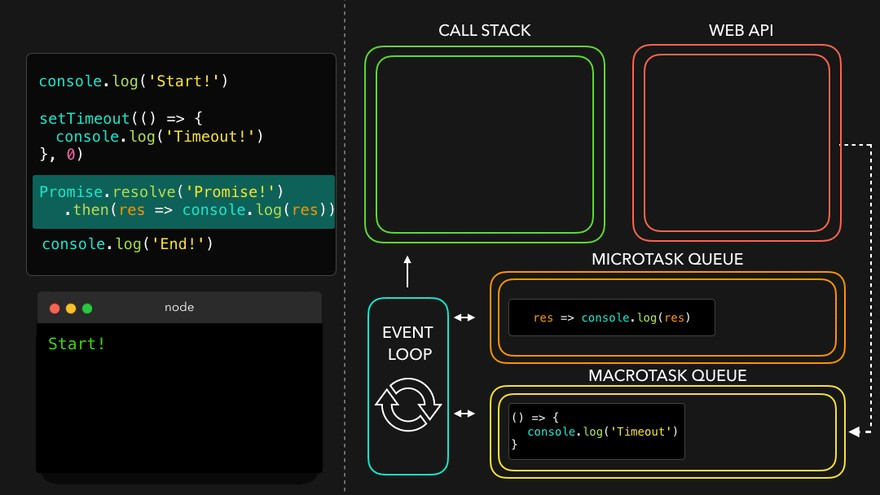 console.log('Start!')
setTimeout(() => {
  console.log('Timeout!')
}, 0)
Promise.resolve('Promise!')
   .then(res => console.log(res))
console.log('End!')
node
Start!
CALL STACK
WEB API
EVENT
LOOP
MICROTASK QUEUE
res => console.log(res)
MACROTASK QUEUE
() => {
  console.log('Timeout')
}